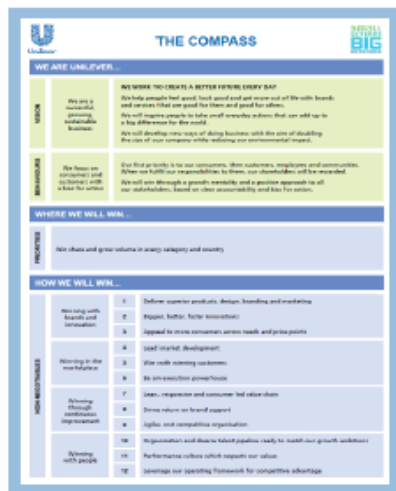 Unilever
THE COMPASS
SMALL
ACTIONS
BIG
DIFFERENCE
WE ARE UNILEVER...
VISION
We are a
successful,
growing,
sustainable
business
WE WORK TO CREATE A BETTER FUTURE EVERY DAY
We help people feel good, look good and get more out of life with brands
and services that are good for them and good for others.
We will inspire people to take small everyday actions that can add up to
a big difference for the world.
We will develop new ways of doing business with the aim of doubling
the size of our company while reducing our environmental impact.
BEHAVIOURS
We focus on
consumers and
customers with
a bias for action
Our first priority is to our consumers, then customers, employees and communities.
When we fulfil our responsibilities to them, our shareholders will be rewarded.
We will win through a growth mentality and a positive approach to all
our stakeholders, based on clear accountability and bias for action.
WHERE WE WILL WIN...
PRIORITIES
Win share and grow volume in every category and country
HOW WE WILL WIN...
NON-NEGOTIABLES
Winning with
brands and
innovation
1 Deliver superior products, design, branding and marketing
2 Bigger, better, faster innovations
3 Appeal to more consumers across needs and price points
Winning in the
marketplace
4 Lead market development
5 Win with winning customers
6 Be an execution powerhouse
Winning
through
continuous
improvement
7 Lean, responsive and consumer led value chain
8 Drive return on brand support
9 Agile, cost competitive organisation
Winning
with people
10 Organisation and diverse talent pipeline ready to match our growth ambitions
11 Performance culture which respects our values
12 Leverage our operating framework for competitive advantage